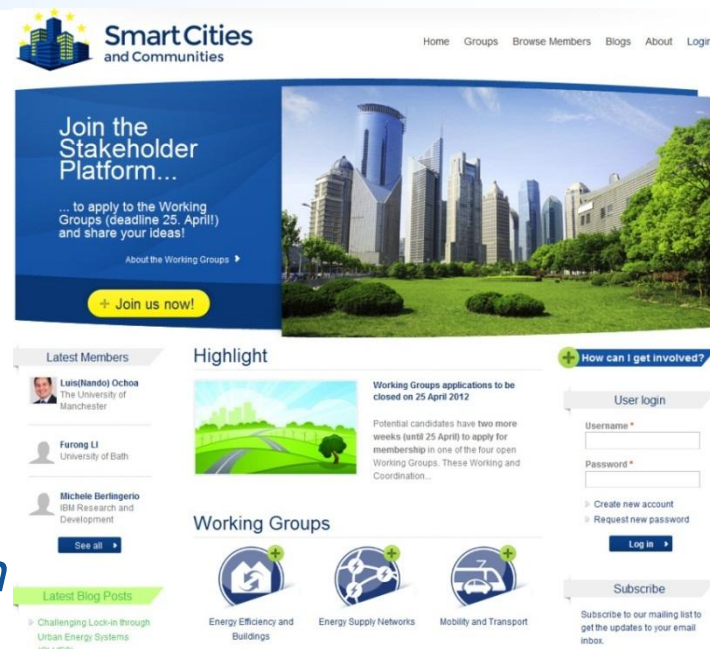 Smart Cities
and Communities
Home Groups Browse Members Blogs About Login
Join the
Stakeholder
Platform...
... to apply to the Working
Groups (deadline 25. April!)
and share your ideas!
About the Working Groups
+ Join us now!
Latest Members
Luis(Nando) Ochoa
The University of
Manchester
Furong LI
University of Bath
Michele Berlingerio
IBM Research and
Development
See all
Latest Blog Posts
Challenging Lock-in through
Urban Energy Systems
Highlight
Working Groups applications to be
closed on 25 April 2012
Potential candidates have two more
weeks (until 25 April) to apply for
membership in one of the four open
Working Groups. These Working and
Coordination...
Working Groups
Energy Efficiency and
Buildings
Energy Supply Networks
Mobility and Transport
+ How can I get involved?
User login
Username *
Password *
Create new account
Request new password
Log in
Subscribe
Subscribe to our mailing list to
get the updates to your email
inbox.